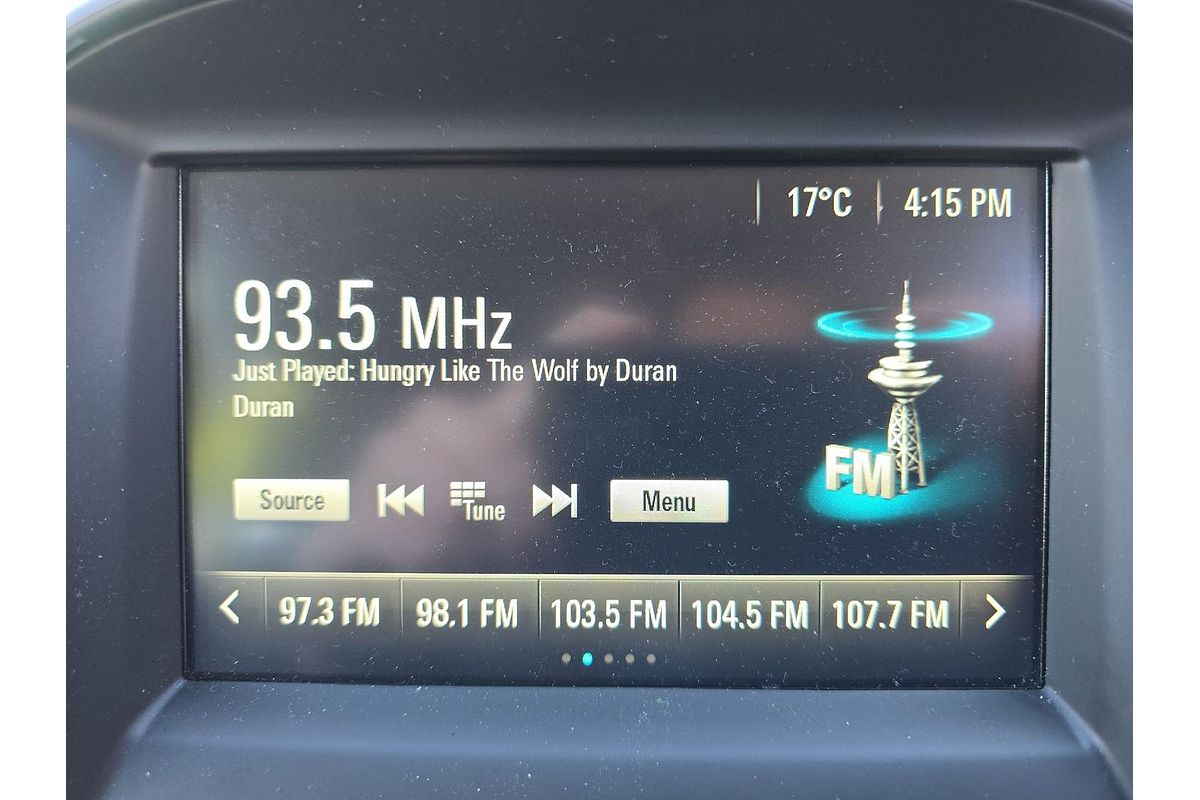 17°C 4:15 PM
93.5 MHz
Just Played: Hungry Like The Wolf by Duran
Duran
FM
Source Tune Menu
97.3 FM 98.1 FM 103.5 FM 104.5 FM 107.7 FM